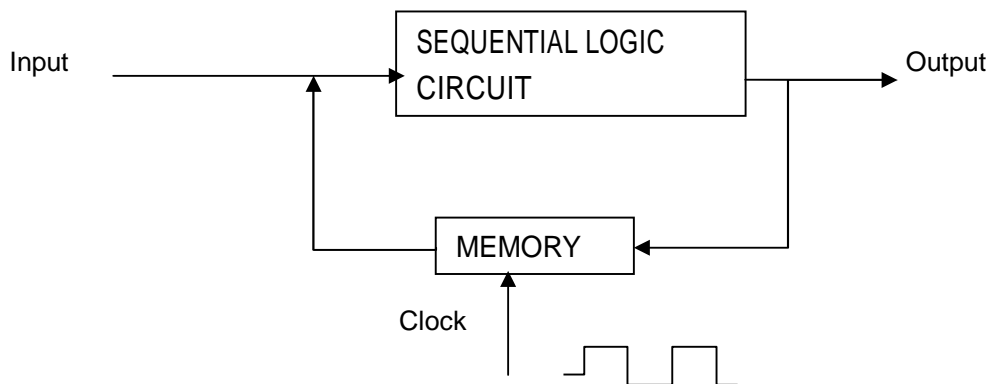 Input
SEQUENTIAL LOGIC
CIRCUIT
Output
MEMORY
Clock